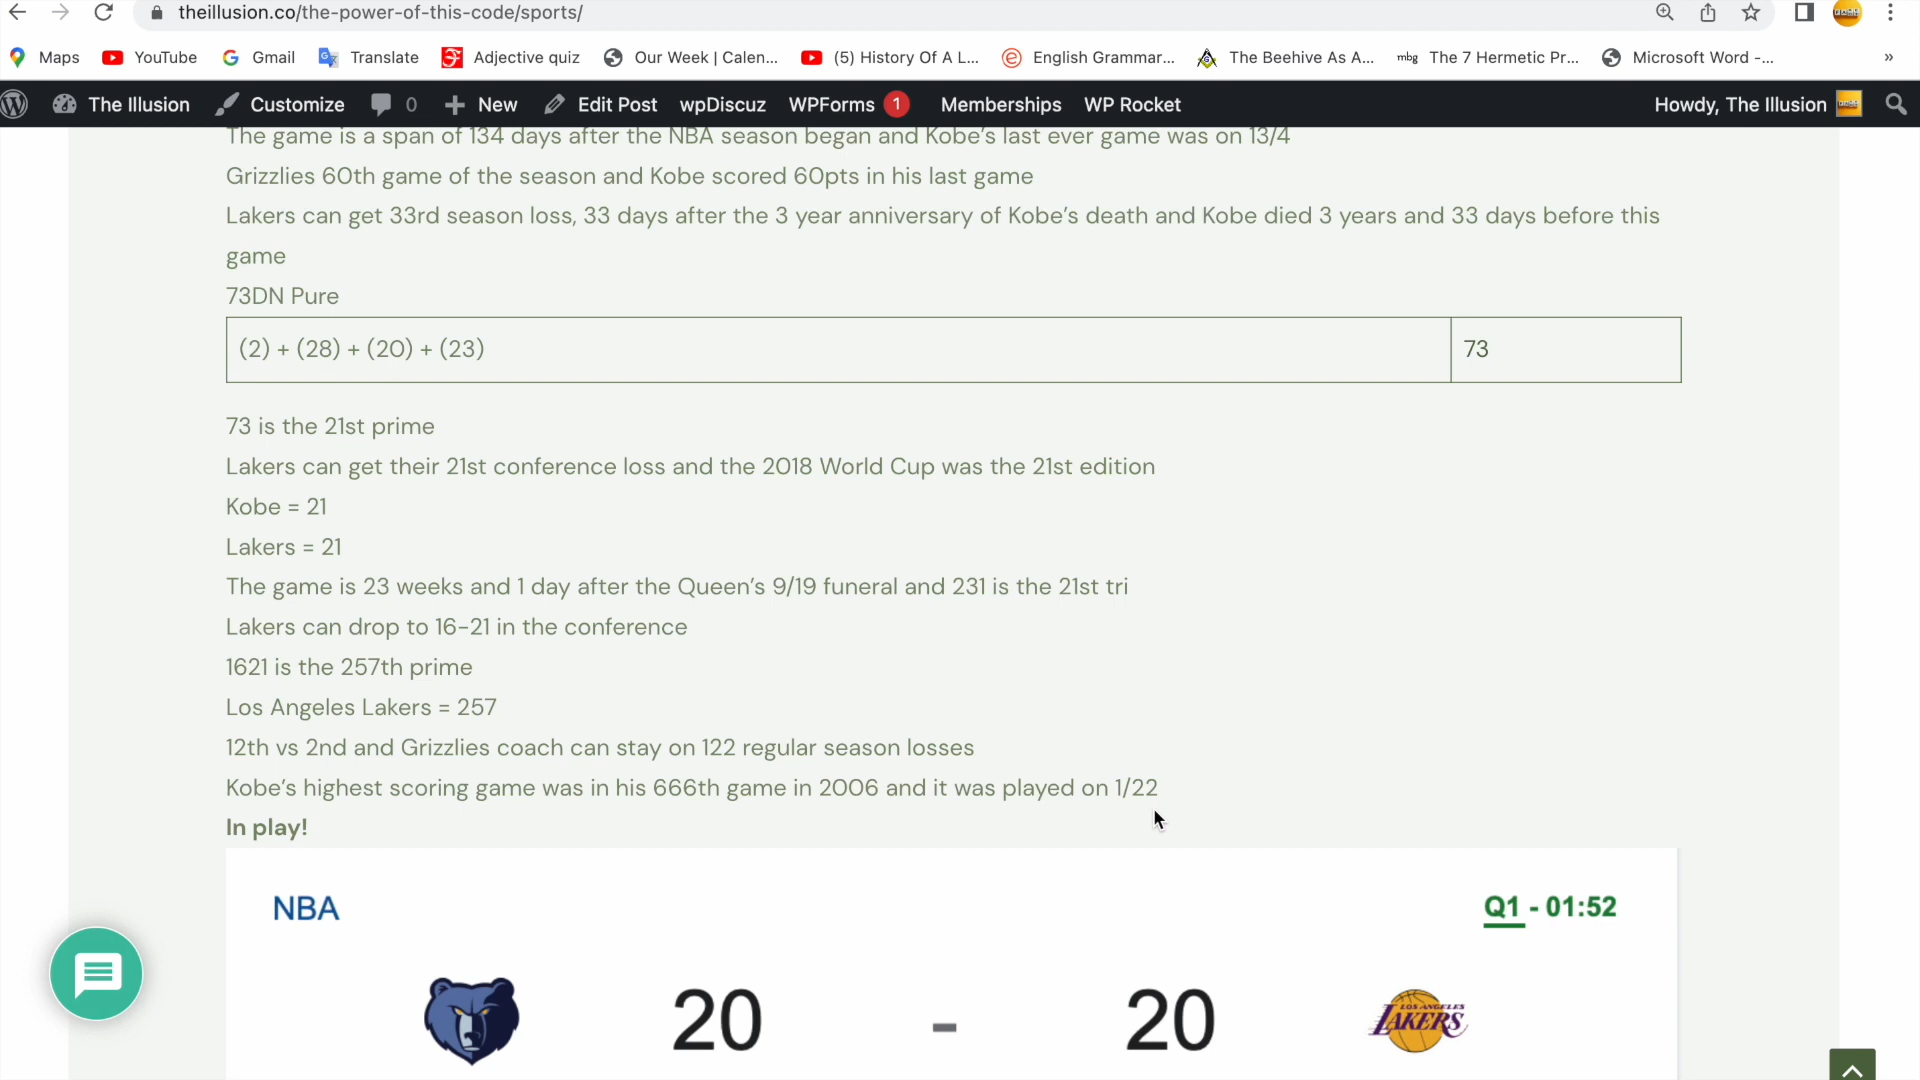 theillusion.co/the-power-of-this-code/sports/
Maps YouTube Gmail Translate Adjective quiz Our Week | Calen... (5) History Of A L... English Grammar... The Beehive As A... mbg The 7 Hermetic Pr... Microsoft Word -... »
The Illusion Customize 0 New Edit Post wpDiscuz WPForms 1 Memberships WP Rocket Howdy, The Illusion
The game is a span of 134 days after the NBA season began and Kobe's last ever game was on 13/4
Grizzlies 60th game of the season and Kobe scored 60pts in his last game
Lakers can get 33rd season loss, 33 days after the 3 year anniversary of Kobe's death and Kobe died 3 years and 33 days before this
game
73DN Pure
(2) + (28) + (20) + (23) 73
73 is the 21st prime
Lakers can get their 21st conference loss and the 2018 World Cup was the 21st edition
Kobe = 21
Lakers = 21
The game is 23 weeks and 1 day after the Queen's 9/19 funeral and 231 is the 21st tri
Lakers can drop to 16-21 in the conference
1621 is the 257th prime
Los Angeles Lakers = 257
12th vs 2nd and Grizzlies coach can stay on 122 regular season losses
Kobe's highest scoring game was in his 666th game in 2006 and it was played on 1/22
In play!
NBA Q1 - 01:52
20 - 20
LOS ANGELES
LAKERS